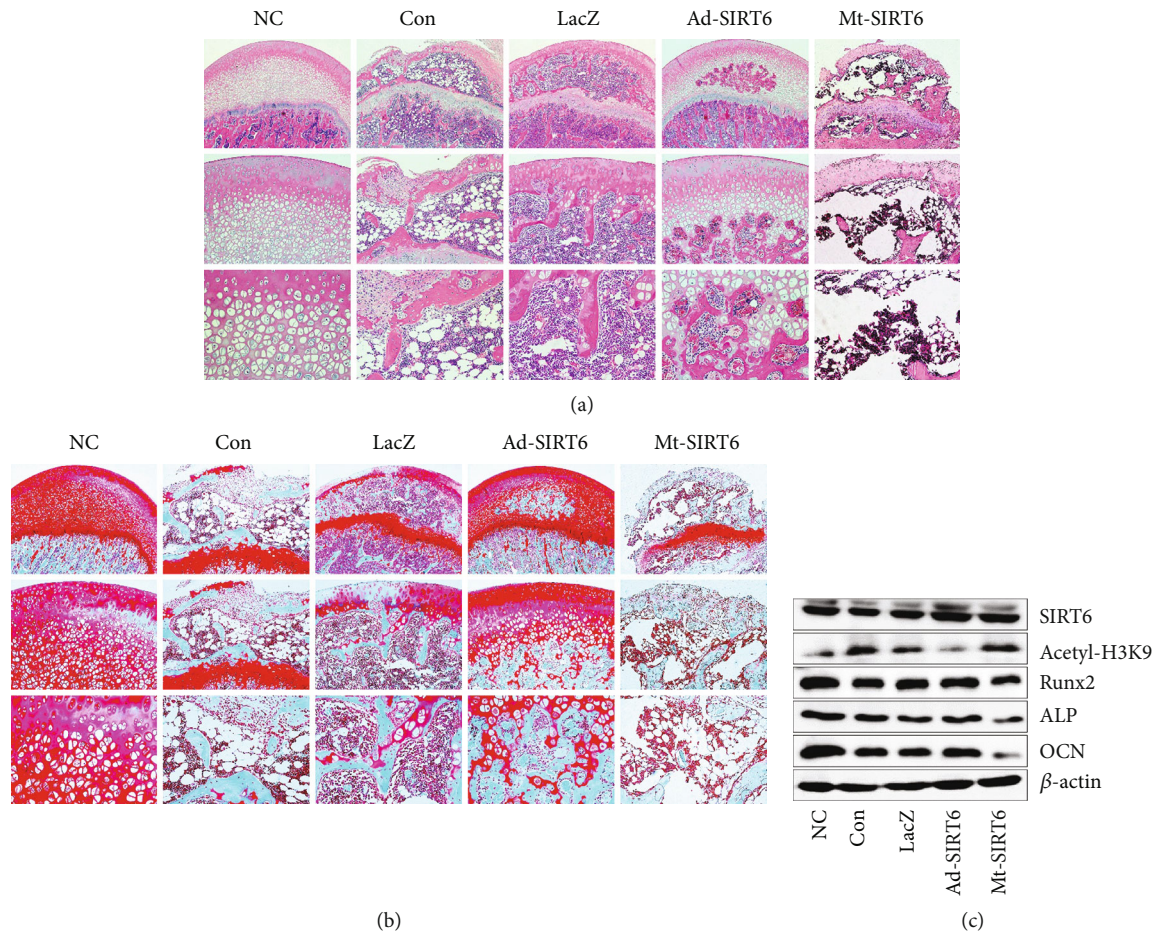 NC Con LacZ Ad-SIRT6 Mt-SIRT6
(a)
NC Con LacZ Ad-SIRT6 Mt-SIRT6
(b)
SIRT6
Acetyl-H3K9
Runx2
ALP
OCN
β-actin
NC Con LacZ Ad-SIRT6 Mt-SIRT6
(c)